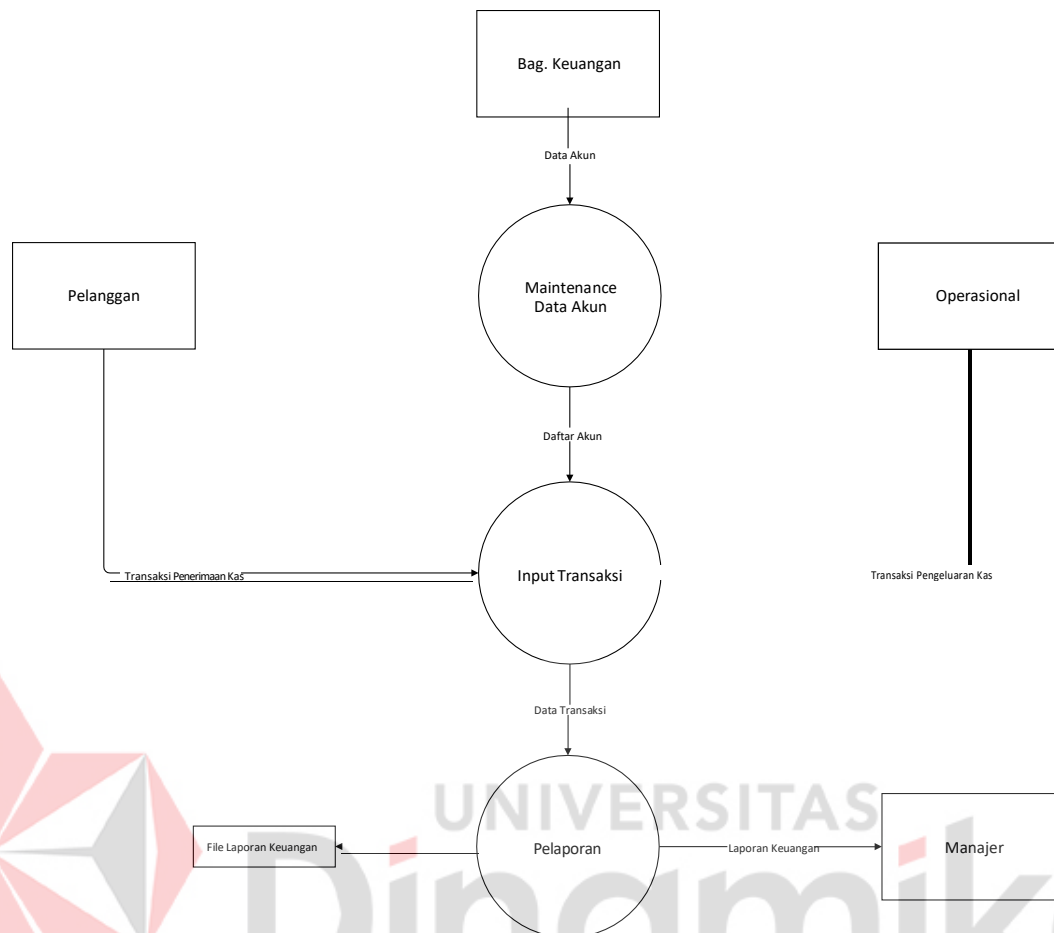 Bag. Keuangan
Data Akun
Pelanggan
Maintenance
Data Akun
Operasional
Daftar Akun
Transaksi Penerimaan Kas
Input Transaksi
Transaksi Pengeluaran Kas
Data Transaksi
UNIVERSITAS
Dinamika
File Laporan Keuangan
Pelaporan
Laporan Keuangan
Manajer